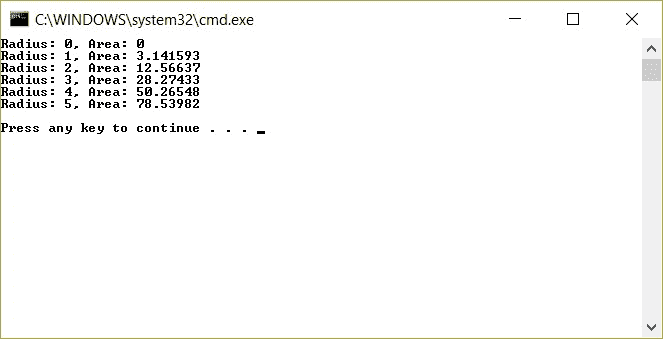 C:\WINDOWS\system32\cmd.exe
Radius: 0, Area: 0
Radius: 1, Area: 3.141593
Radius: 2, Area: 12.56637
Radius: 3, Area: 28.27433
Radius: 4, Area: 50.26548
Radius: 5, Area: 78.53982
Press any key to continue . . .